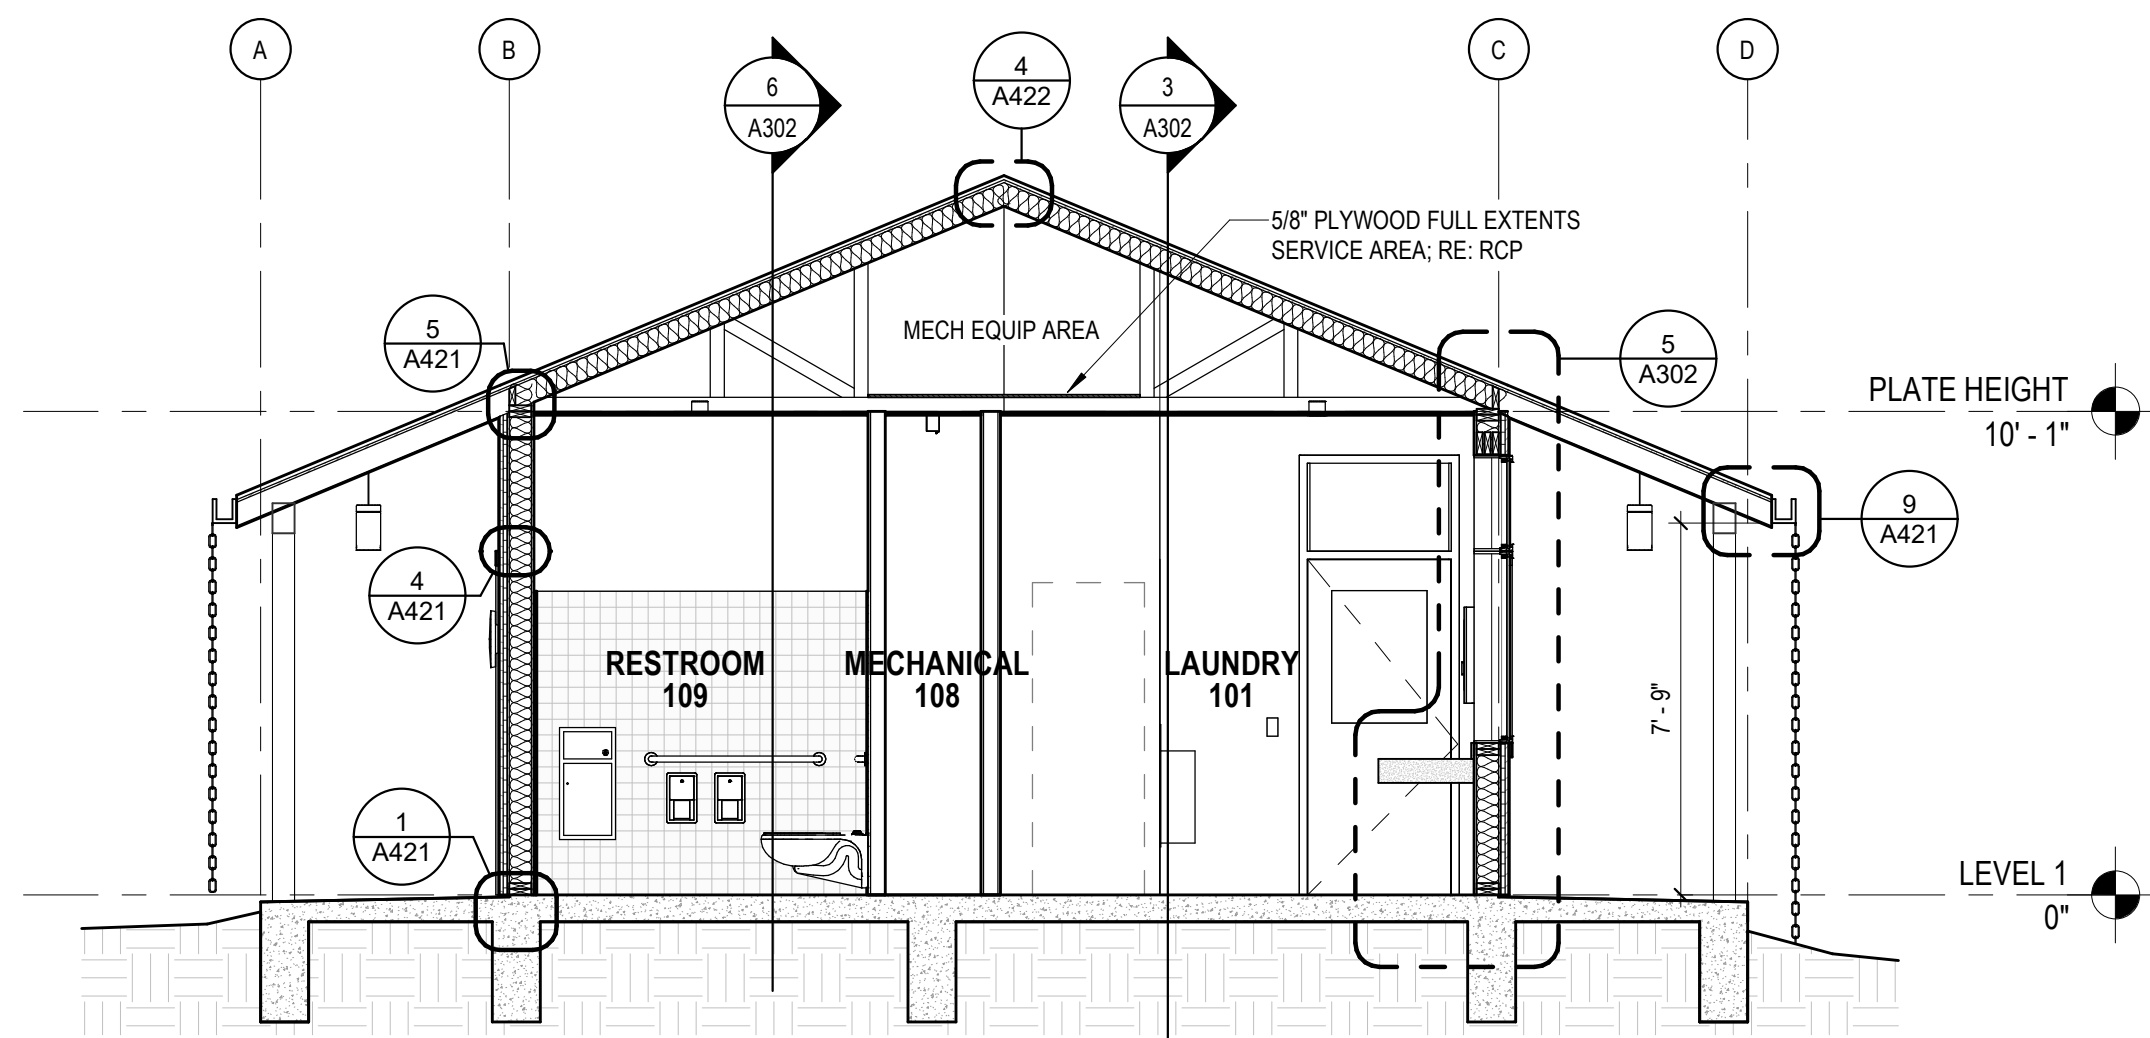 A
B
6
A302
4
A422
3
A302
C
D
5/8" PLYWOOD FULL EXTENTS
SERVICE AREA; RE: RCP
5
A421
MECH EQUIP AREA
5
A302
PLATE HEIGHT
10' - 1"
9
A421
4
A421
RESTROOM
109
MECHANICAL
108
LAUNDRY
101
7' - 9"
1
A421
LEVEL 1
0"